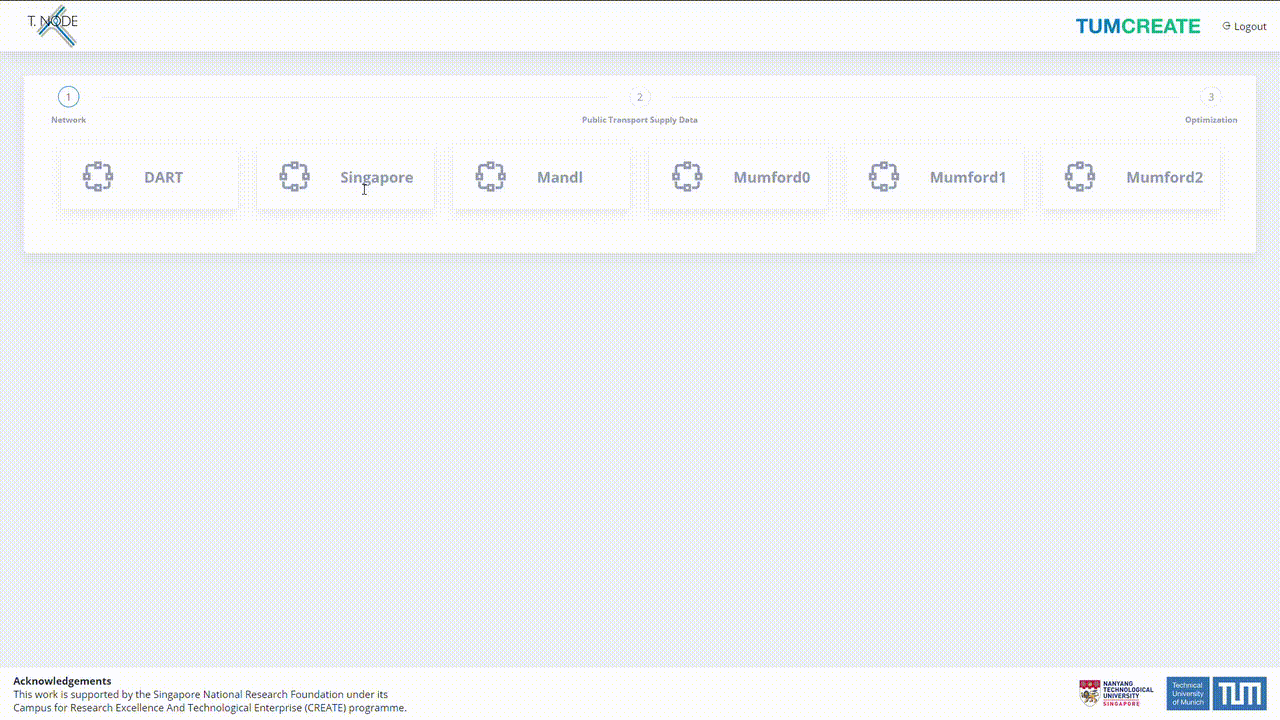 T. NODE
TUMCREATE
Logout
1
2
3
Network
Public Transport Supply Data
Optimization
DART
Singapore
Mandl
Mumford0
Mumford1
Mumford2
Acknowledgements
This work is supported by the Singapore National Research Foundation under its
Campus for Research Excellence And Technological Enterprise (CREATE) programme.
NANYANG
TECHNOLOGICAL
UNIVERSITY
SINGAPORE
Technical
University
of Munich
TUM